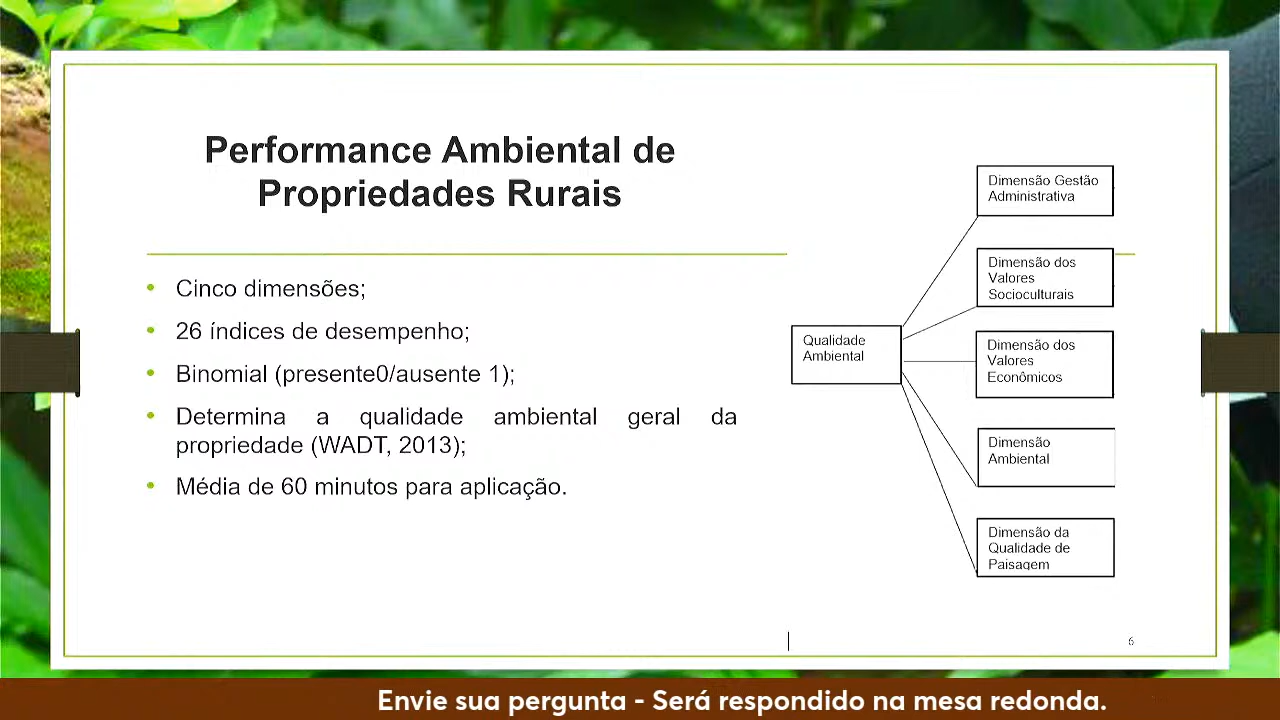 Performance Ambiental de
Propriedades Rurais
• Cinco dimensões;
• 26 índices de desempenho;
• Binomial (presente0/ausente 1);
• Determina a qualidade ambiental geral da
propriedade (WADT, 2013);
• Média de 60 minutos para aplicação.
Qualidade
Ambiental
Dimensão Gestão
Administrativa
Dimensão dos
Valores
Socioculturais
Dimensão dos
Valores
Econômicos
Dimensão
Ambiental
Dimensão da
Qualidade de
Paisagem
6
Envie sua pergunta - Será respondido na mesa redonda.